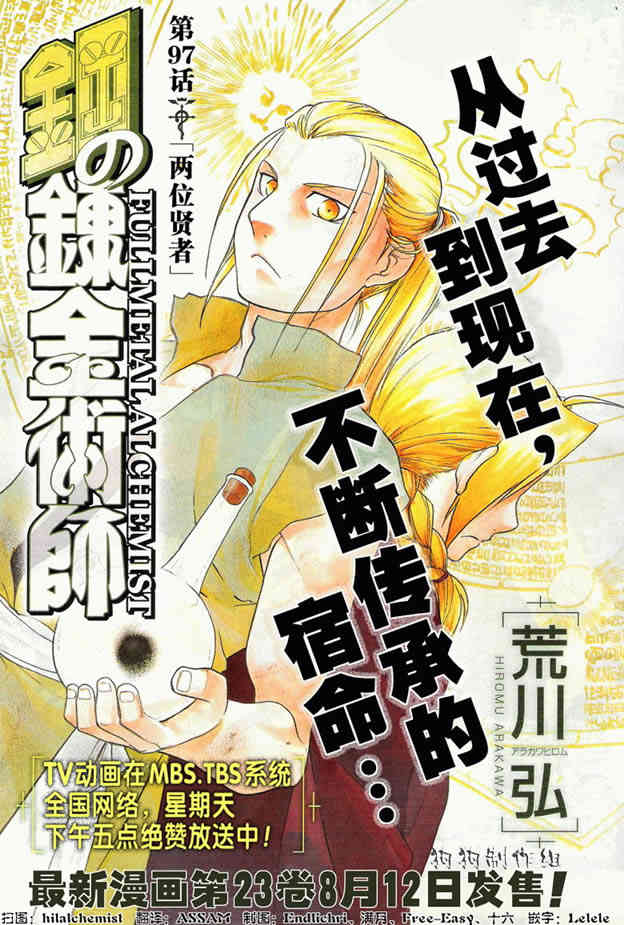 鋼の錬金術師
FULLMETAL ALCHEMIST
第97话
「两位贤者」
从过去
到现在,
不断传承的
宿命…
荒川弘
アラカワヒロム
HIROMU ARAKAWA
TV动画在MBS.TBS系统
全国网络，星期天
下午五点绝赞放送中!
狗狗制作组
最新漫画第23卷8月12日发售!
扫图: hilalchemist 翻译: ASSAM 制图: Endlichri、满月、Free-Easy、十六 嵌字: Lelele